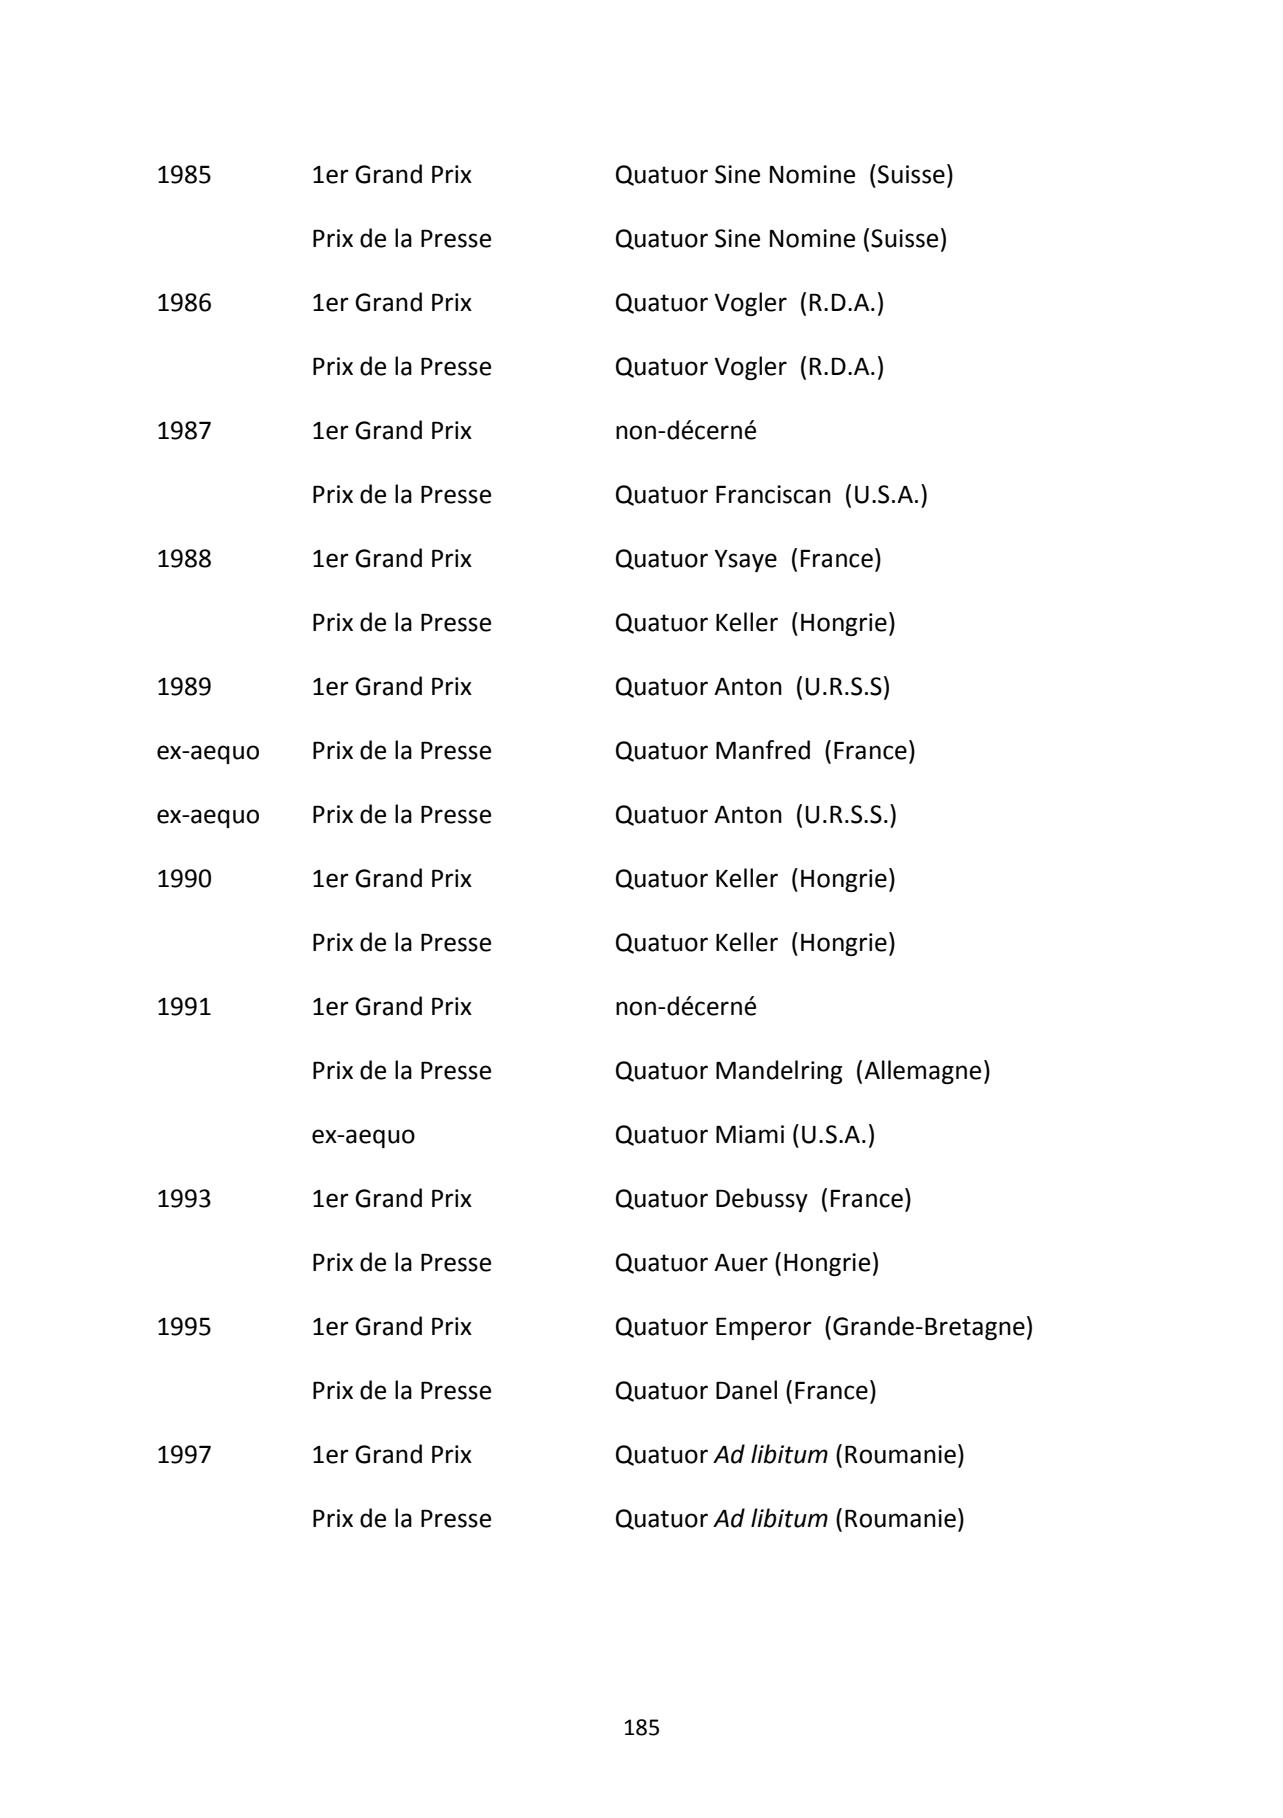 1985 1er Grand Prix Quatuor Sine Nomine (Suisse)
Prix de la Presse Quatuor Sine Nomine (Suisse)
1986 1er Grand Prix Quatuor Vogler (R.D.A.)
Prix de la Presse Quatuor Vogler (R.D.A.)
1987 1er Grand Prix non-décerné
Prix de la Presse Quatuor Franciscan (U.S.A.)
1988 1er Grand Prix Quatuor Ysaye (France)
Prix de la Presse Quatuor Keller (Hongrie)
1989 1er Grand Prix Quatuor Anton (U.R.S.S)
ex-aequo Prix de la Presse Quatuor Manfred (France)
ex-aequo Prix de la Presse Quatuor Anton (U.R.S.S.)
1990 1er Grand Prix Quatuor Keller (Hongrie)
Prix de la Presse Quatuor Keller (Hongrie)
1991 1er Grand Prix non-décerné
Prix de la Presse Quatuor Mandelring (Allemagne)
ex-aequo Quatuor Miami (U.S.A.)
1993 1er Grand Prix Quatuor Debussy (France)
Prix de la Presse Quatuor Auer (Hongrie)
1995 1er Grand Prix Quatuor Emperor (Grande-Bretagne)
Prix de la Presse Quatuor Danel (France)
1997 1er Grand Prix Quatuor Ad libitum (Roumanie)
Prix de la Presse Quatuor Ad libitum (Roumanie)
185